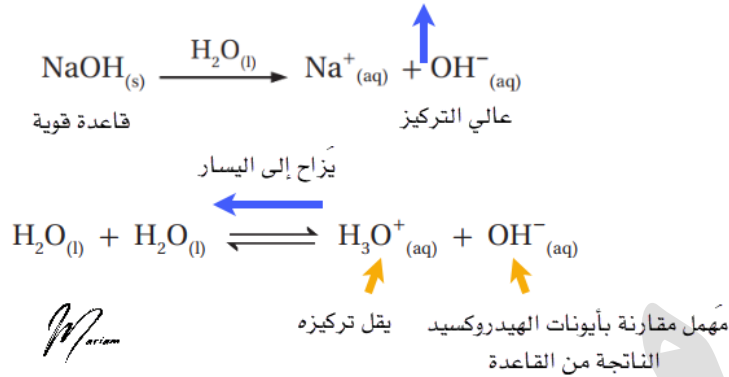 NaOH(s) H₂O(l) → Na⁺(aq) + OH⁻(aq)
قاعدة قوية
عالي التركيز
يُزاح إلى اليسار
H₂O(l) + H₂O(l) ⇌ H₃O⁺(aq) + OH⁻(aq)
يقل تركيزه
مُهمل مقارنة بأيونات الهيدروكسيد
الناتجة من القاعدة
Mariam